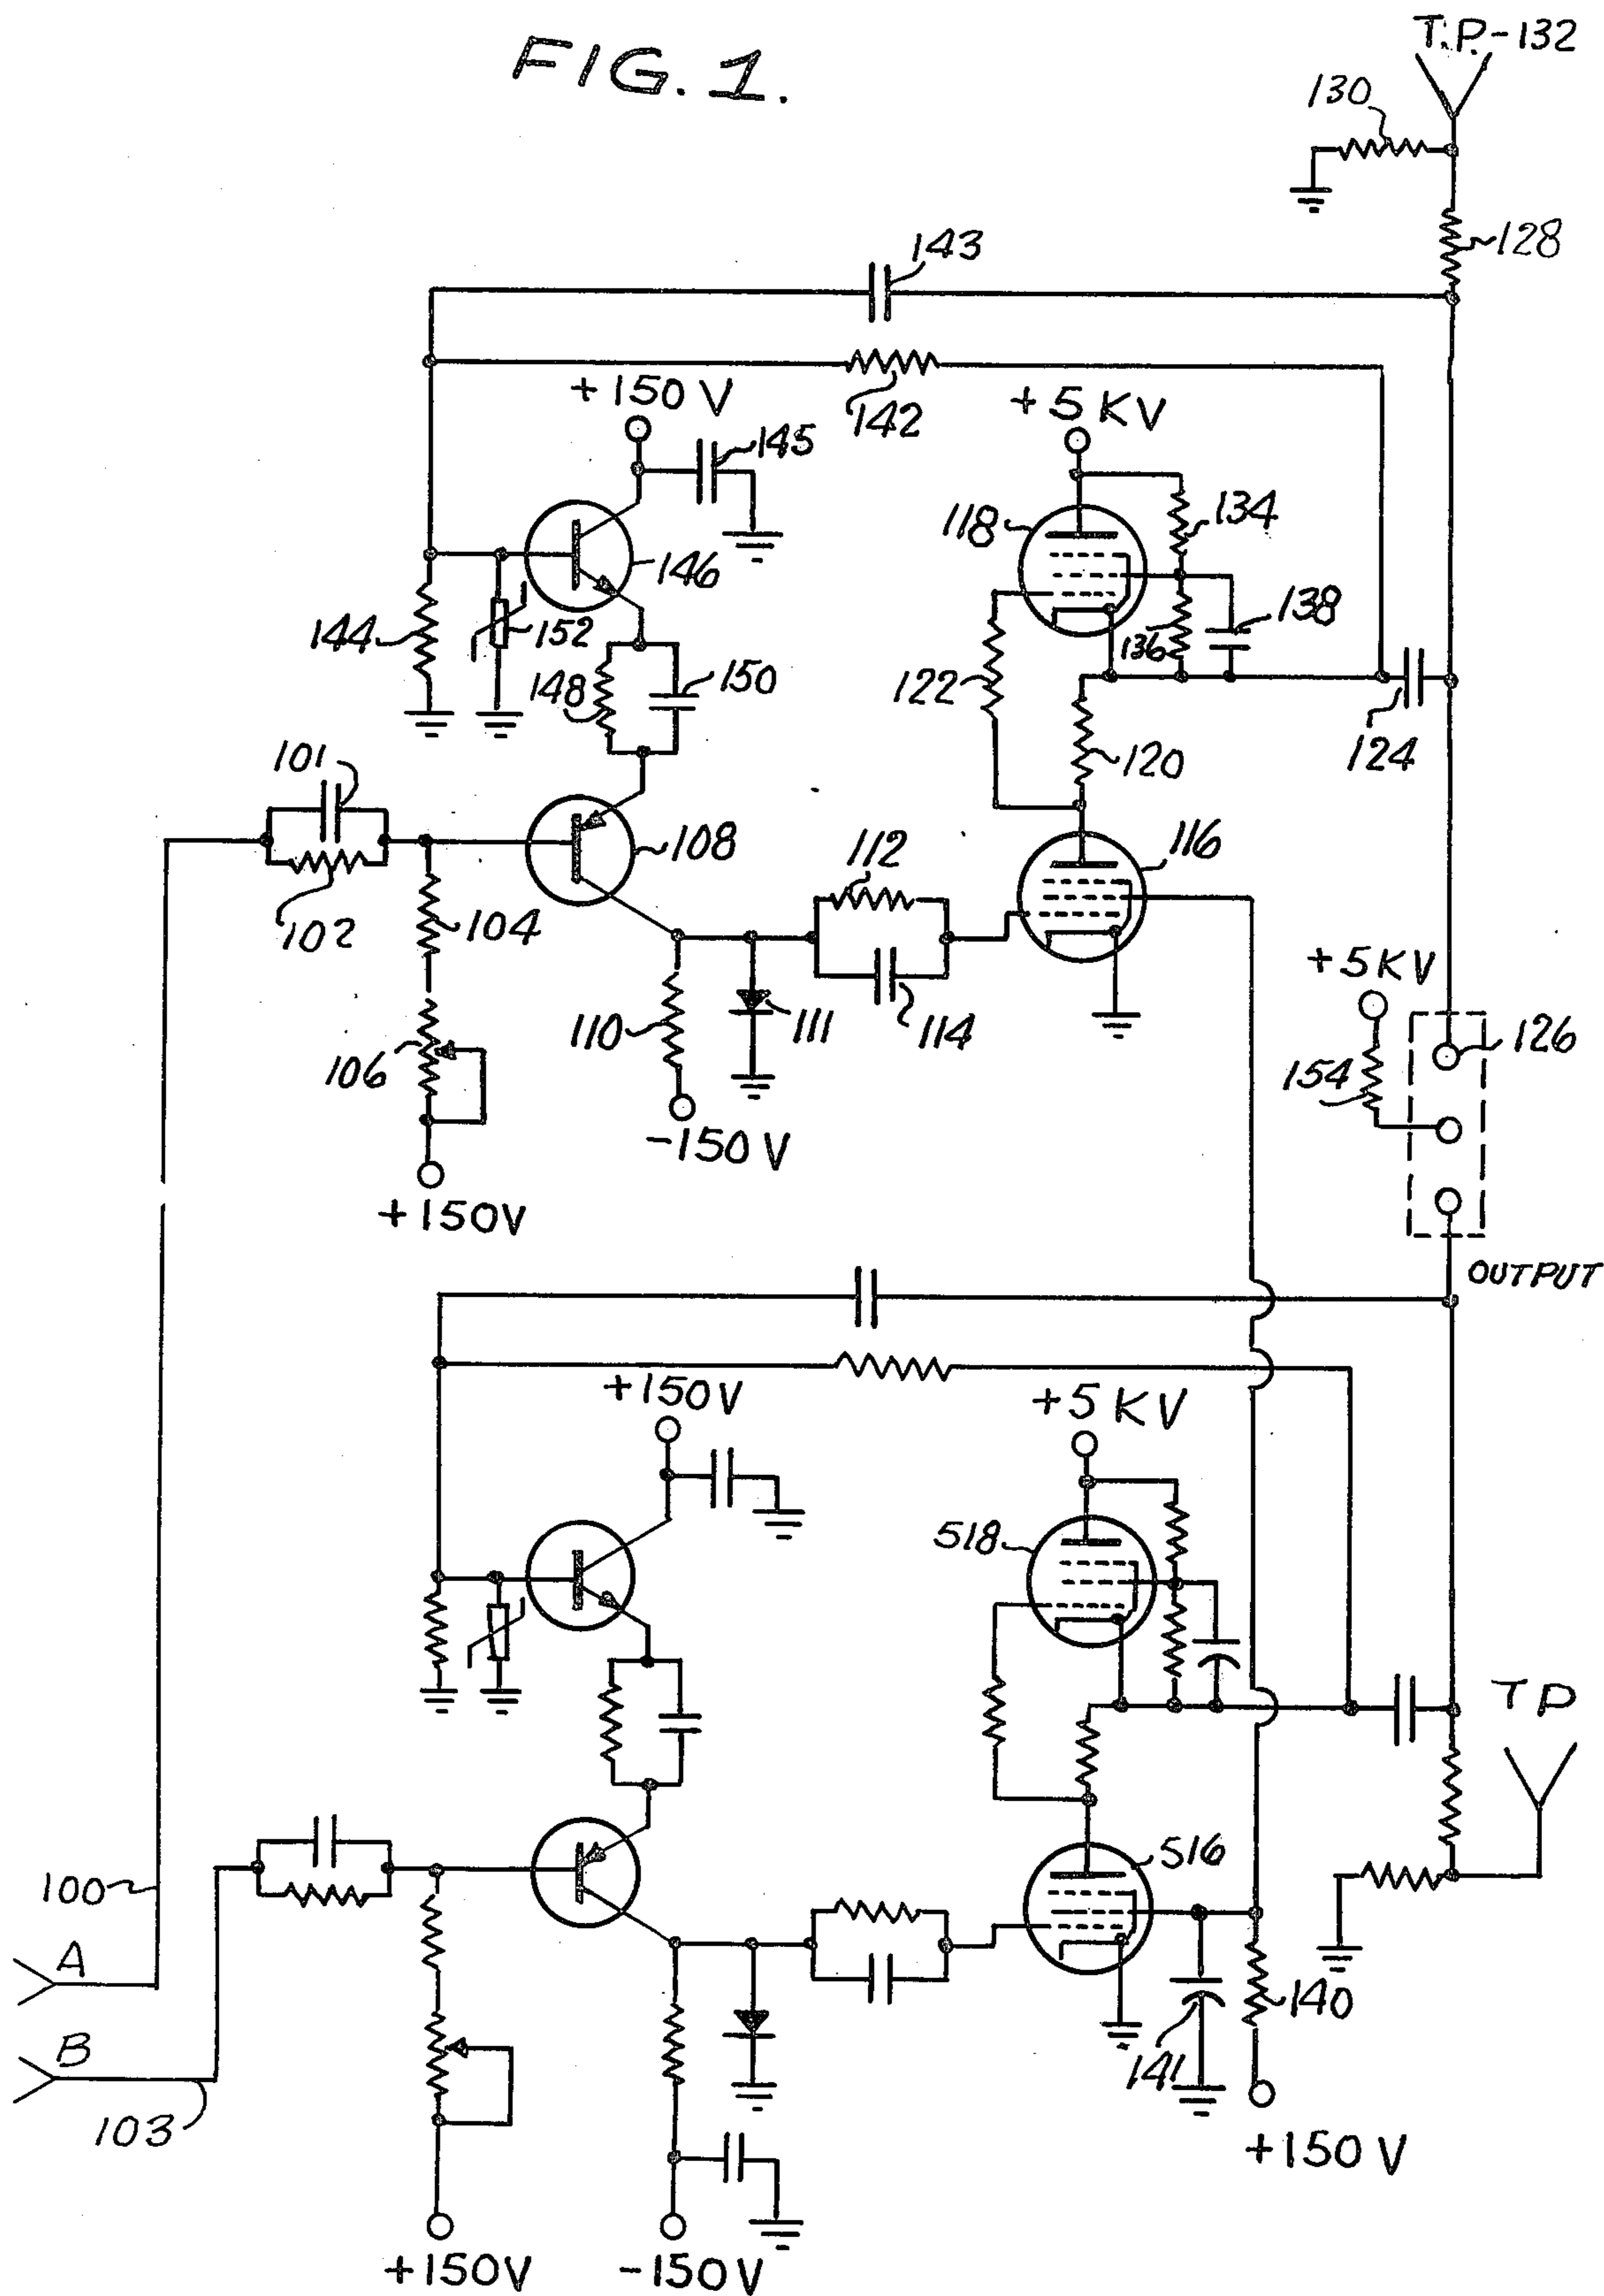 FIG. 1.
T.P.-132
130
128
143
142
+150 V
145
+5 KV
118
134
146
144
152
138
136
148
150
122
120
124
101
108
112
116
102
104
+5KV
110
111
114
126
106
154
-150 V
+150V
OUTPUT
+150V
+5 KV
518
TP
516
100
A
140
B
141
103
+150 V
+150V
-150V